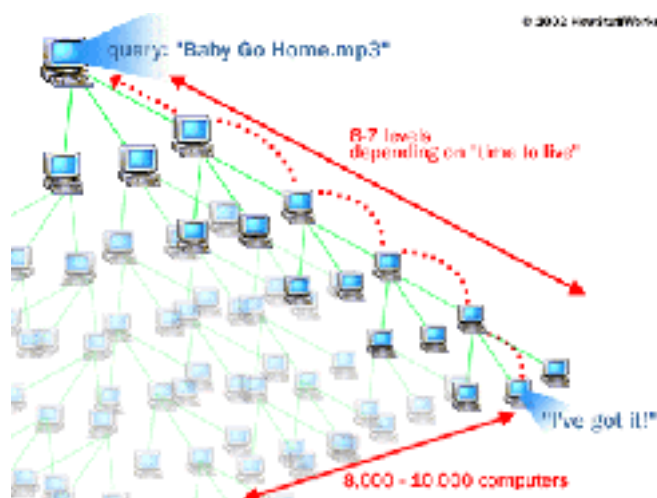 © 2002 HowStuffWorks
query: "Baby Go Home.mp3"
6-7 levels
depending on "time to live"
"I've got it!"
8,000 - 10,000 computers